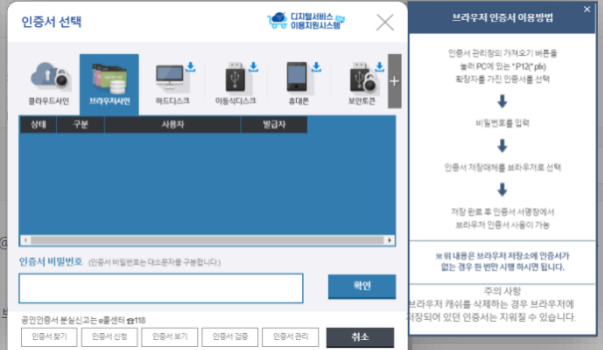 인증서 선택
디지털서비스
이용지원시스템
클라우드사인
브라우저사인
하드디스크
이동식디스크
휴대폰
보안토큰
+
상태 구분 사용자 발급자
인증서 비밀번호 (인증서 비밀번호는 대소문자를 구분합니다.)
확인
공인인증서 분실신고는 e콜센터 ☎118
인증서 찾기
인증서 신청
인증서 보기
인증서 검증
인증서 관리
취소
브라우저 인증서 이용방법
인증서 관리창의 가져오기 버튼을
눌러 PC에 있는 *.P12(*.pfx)
확장자를 가진 인증서를 선택
비밀번호를 입력
인증서 저장매체를 브라우저로 선택
저장 완료 후 인증서 서명창에서
브라우저 인증서 사용이 가능
※ 위 내용은 브라우저 저장소에 인증서가
없는 경우 한 번만 시행 하시면 됩니다.
주의 사항
브라우저 캐쉬를 삭제하는 경우 브라우저에
저장되어 있던 인증서는 지워질 수 있습니다.